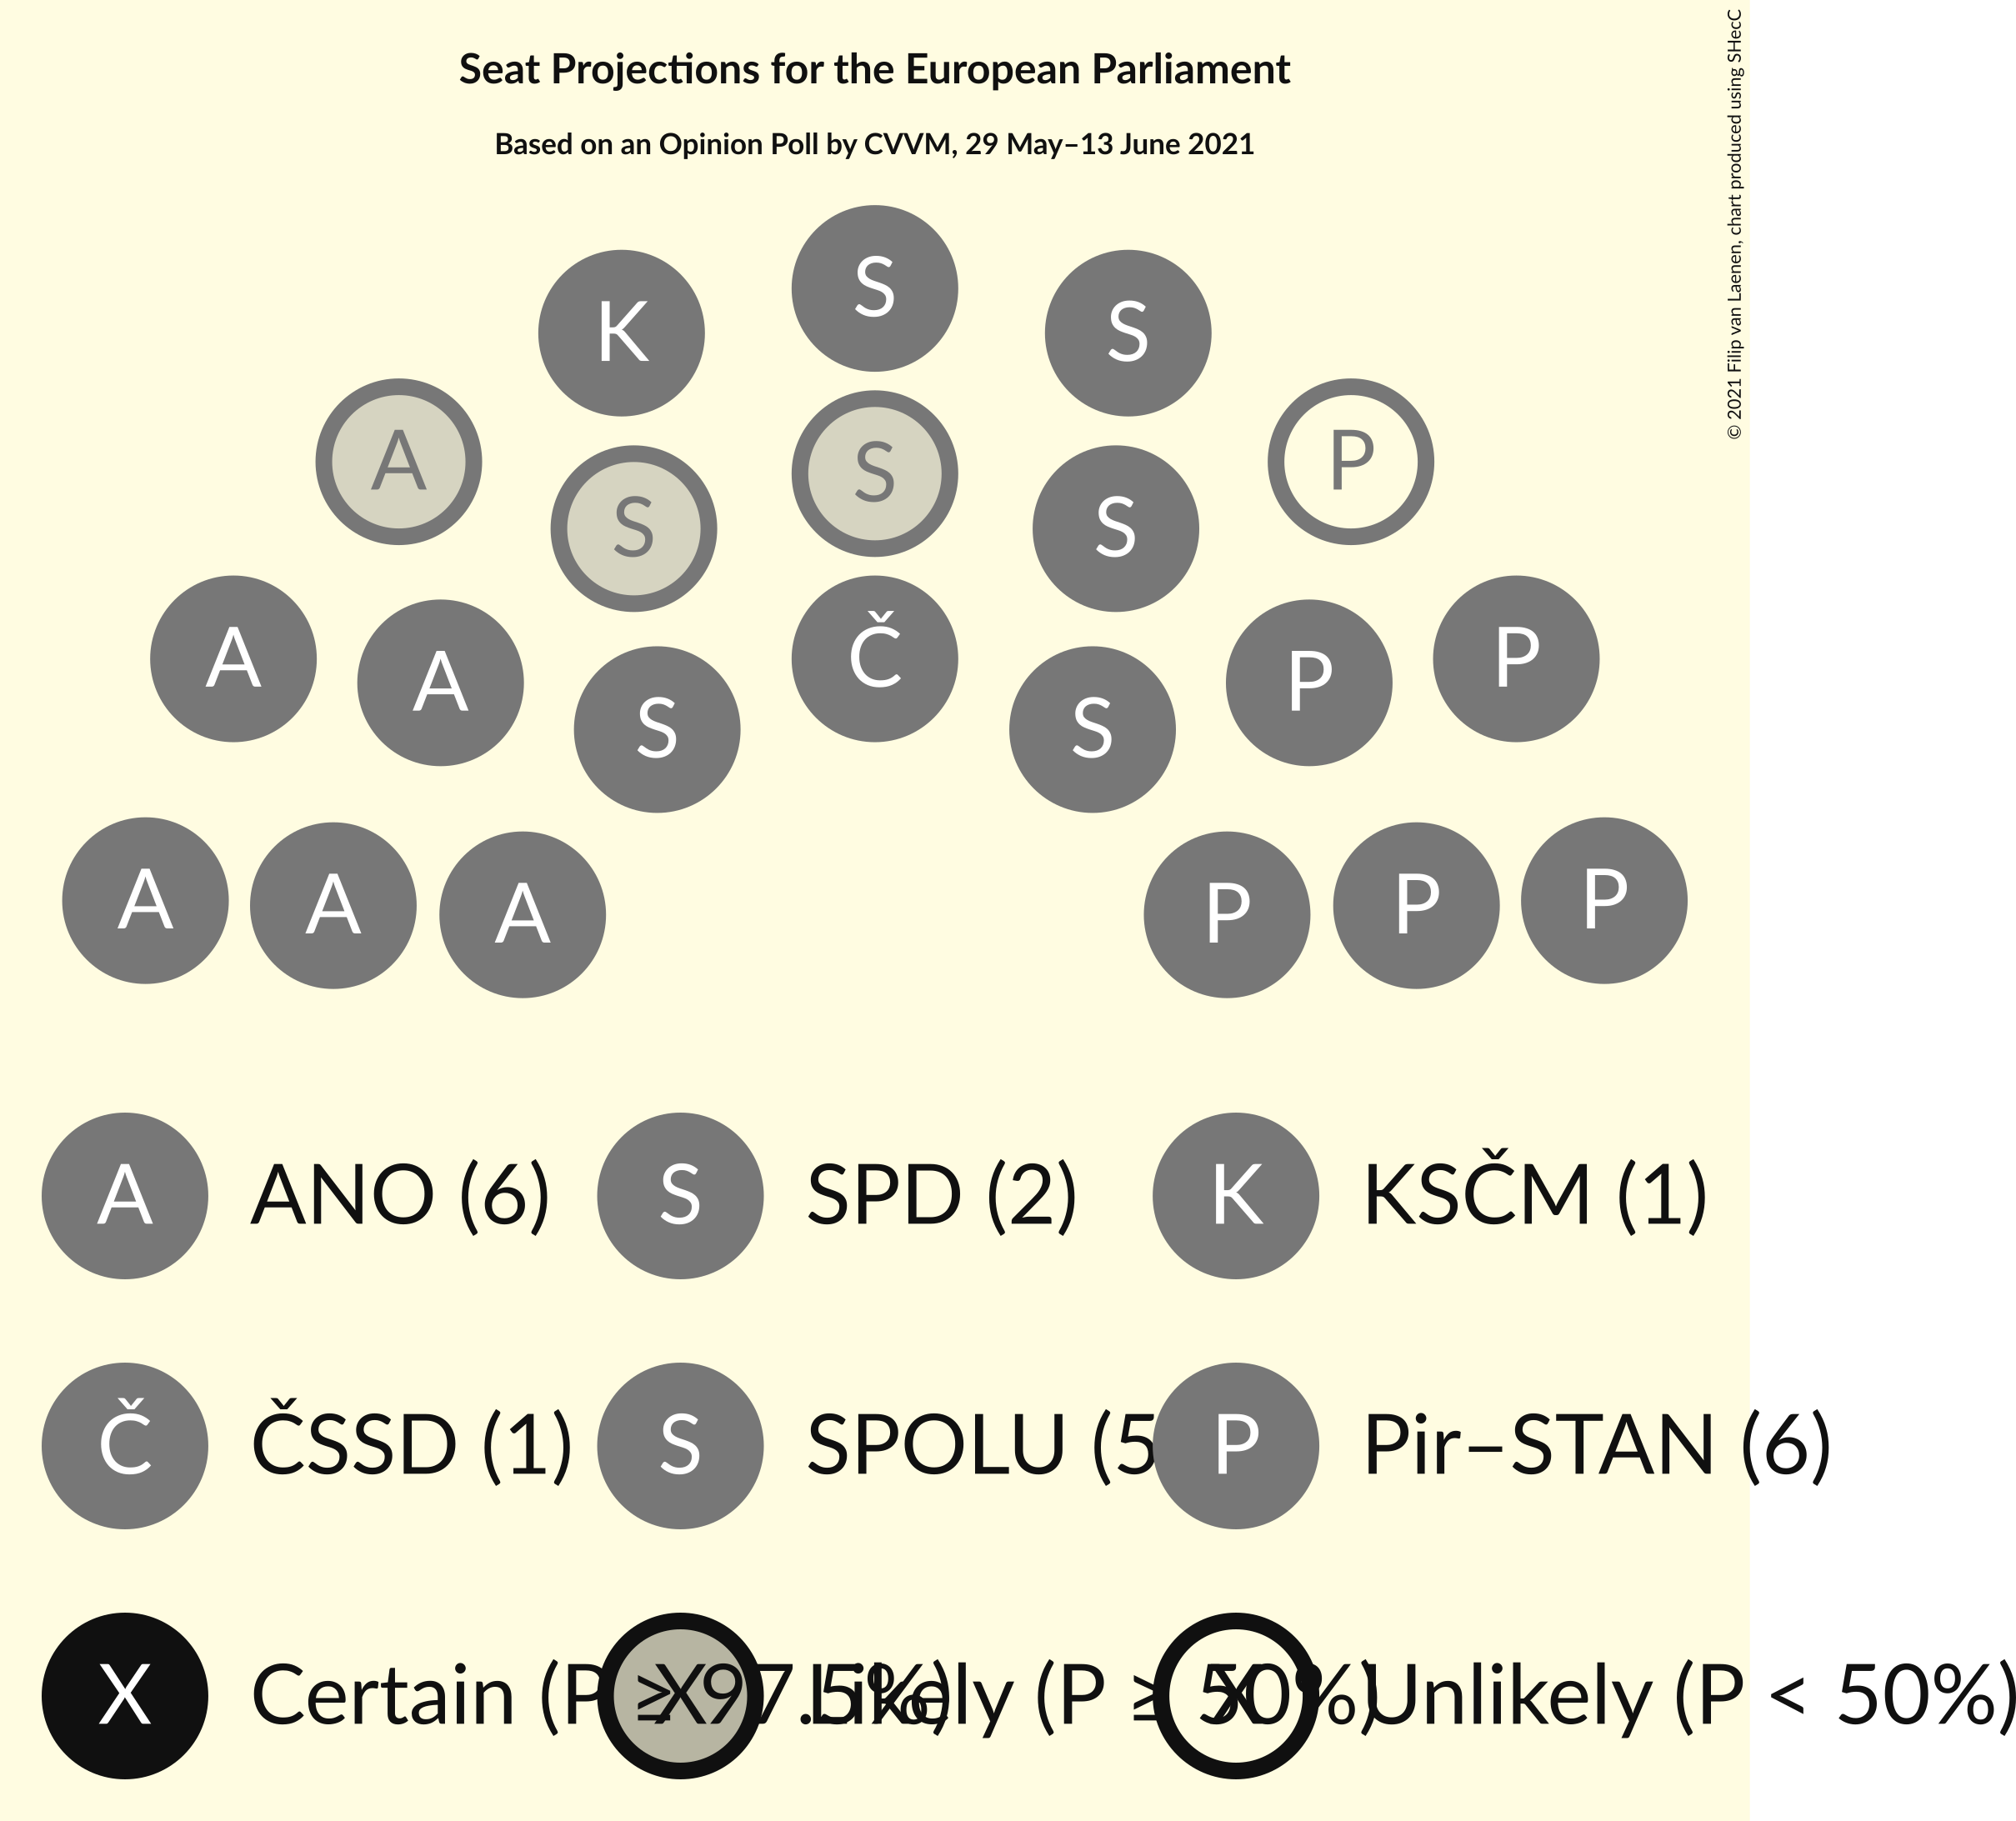 Seat Projections for the European Parliament
Based on an Opinion Poll by CVVM, 29 May–13 June 2021
© 2021 Filip van Laenen, chart produced using SHecC
S
K
S
A
P
S
S
S
A
A
S
Č
S
P
P
A
A
A
P
P
P
A ANO (6) S SPD (2) K KSČM (1)
Č ČSSD (1) S SPOLU (5 P Pir–STAN (6)
X Certain (P ≥ 97.5%) X Likely (P ≥ 50%) X Unlikely (P < 50%)